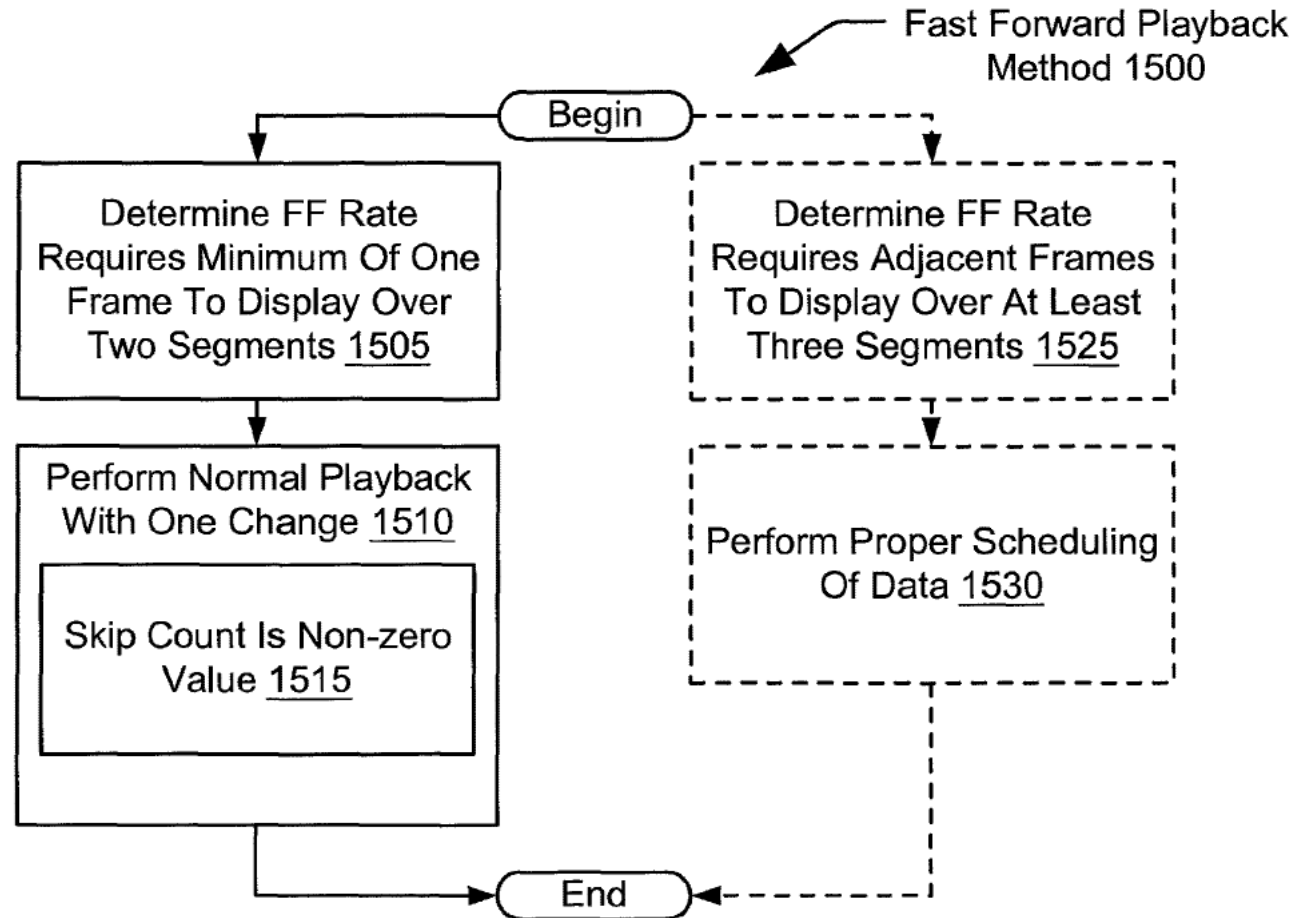 Fast Forward Playback
Method 1500
Begin
Determine FF Rate
Requires Minimum Of One
Frame To Display Over
Two Segments 1505
Determine FF Rate
Requires Adjacent Frames
To Display Over At Least
Three Segments 1525
Perform Normal Playback
With One Change 1510
Skip Count Is Non-zero
Value 1515
Perform Proper Scheduling
Of Data 1530
End